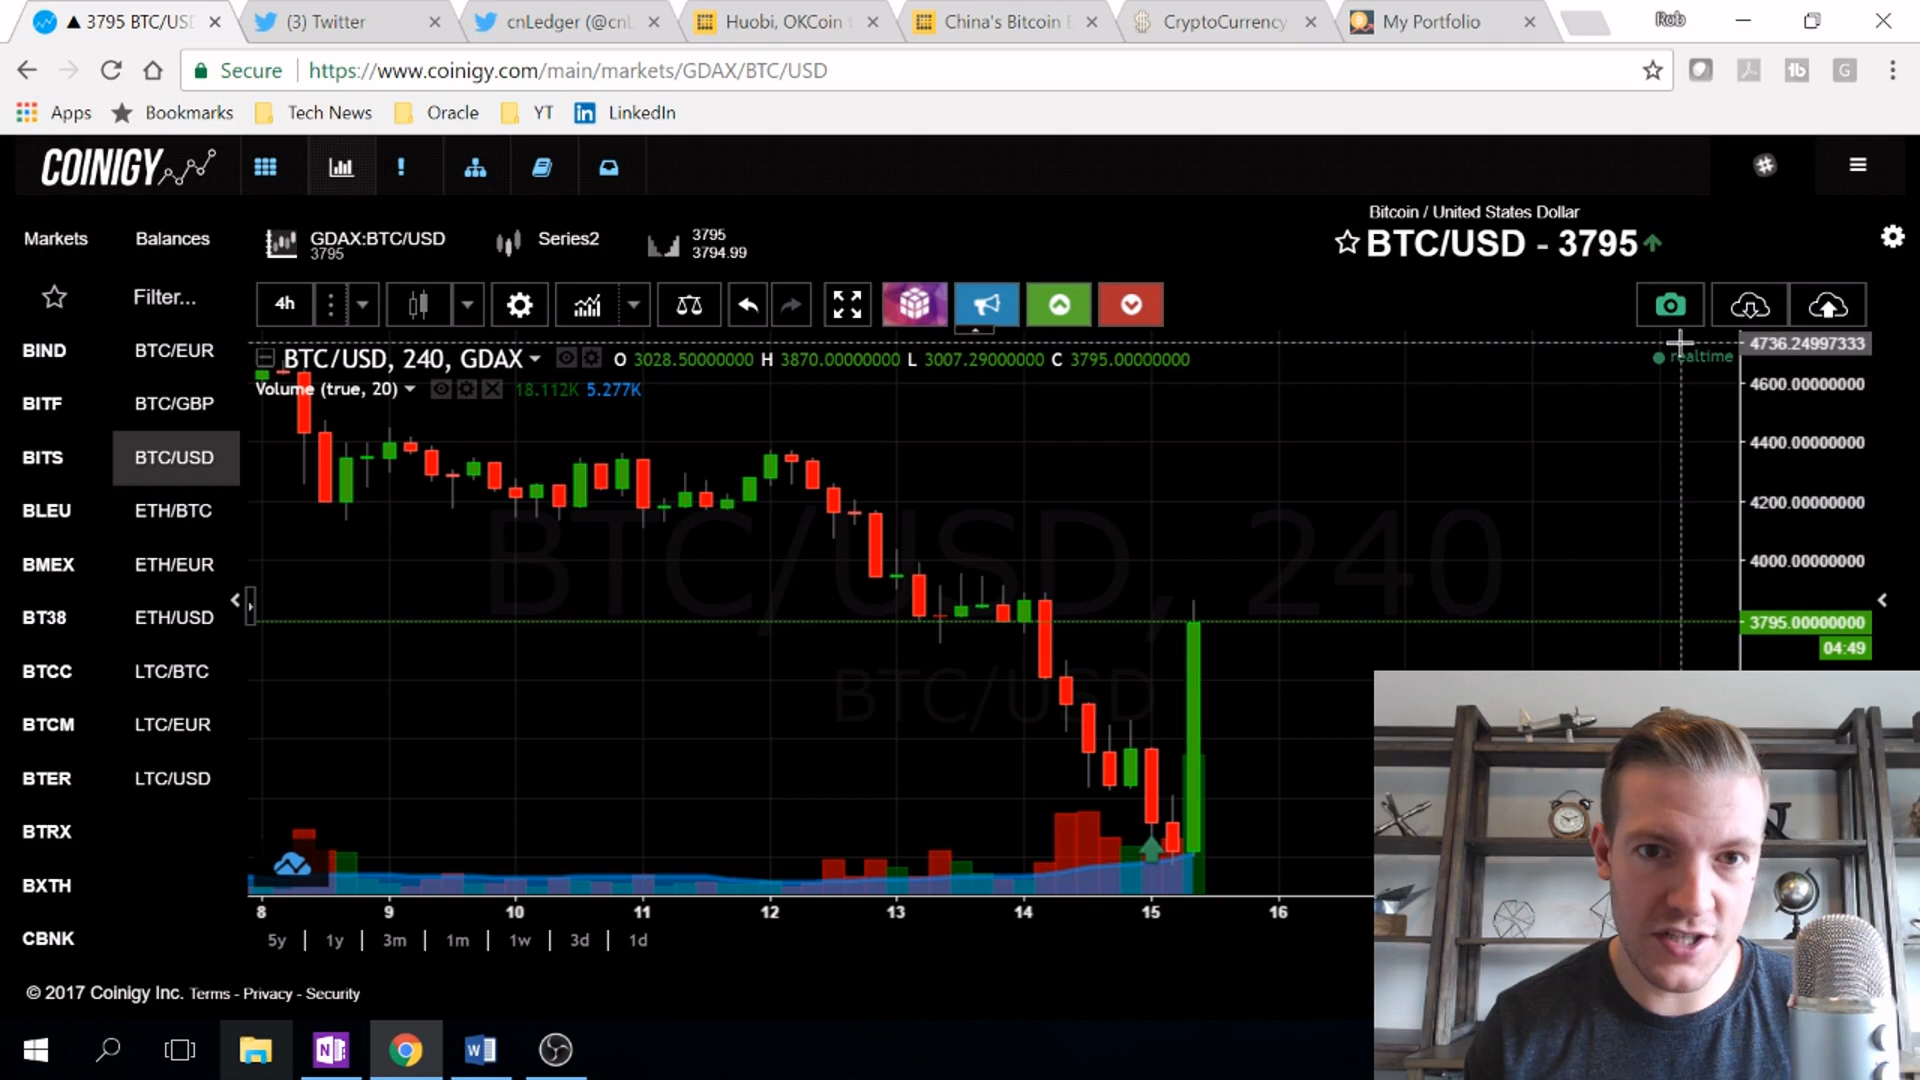 ▲ 3795 BTC/USD
(3) Twitter
cnLedger (@cnL
Huobi, OKCoin t
China's Bitcoin E
CryptoCurrency
My Portfolio
Rob
Secure
https://www.coinigy.com/main/markets/GDAX/BTC/USD
Apps
Bookmarks
Tech News
Oracle
YT
LinkedIn
COINIGY
Markets
Balances
GDAX:BTC/USD
3795
Series2
3795
3794.99
Bitcoin / United States Dollar
BTC/USD - 3795
Filter...
4h
BTC/USD, 240, GDAX
O 3028.50000000 H 3870.00000000 L 3007.29000000 C 3795.00000000
Volume (true, 20)
18.112K 5.277K
realtime
4736.24997333
4600.00000000
4400.00000000
4200.00000000
4000.00000000
3795.00000000
04:49
BTC/USD, 240
BTC/USD
BIND BTC/EUR
BITF BTC/GBP
BITS BTC/USD
BLEU ETH/BTC
BMEX ETH/EUR
BT38 ETH/USD
BTCC LTC/BTC
BTCM LTC/EUR
BTER LTC/USD
BTRX
BXTH
CBNK
8 9 10 11 12 13 14 15 16
5y | 1y | 3m | 1m | 1w | 3d | 1d
© 2017 Coinigy Inc. Terms - Privacy - Security